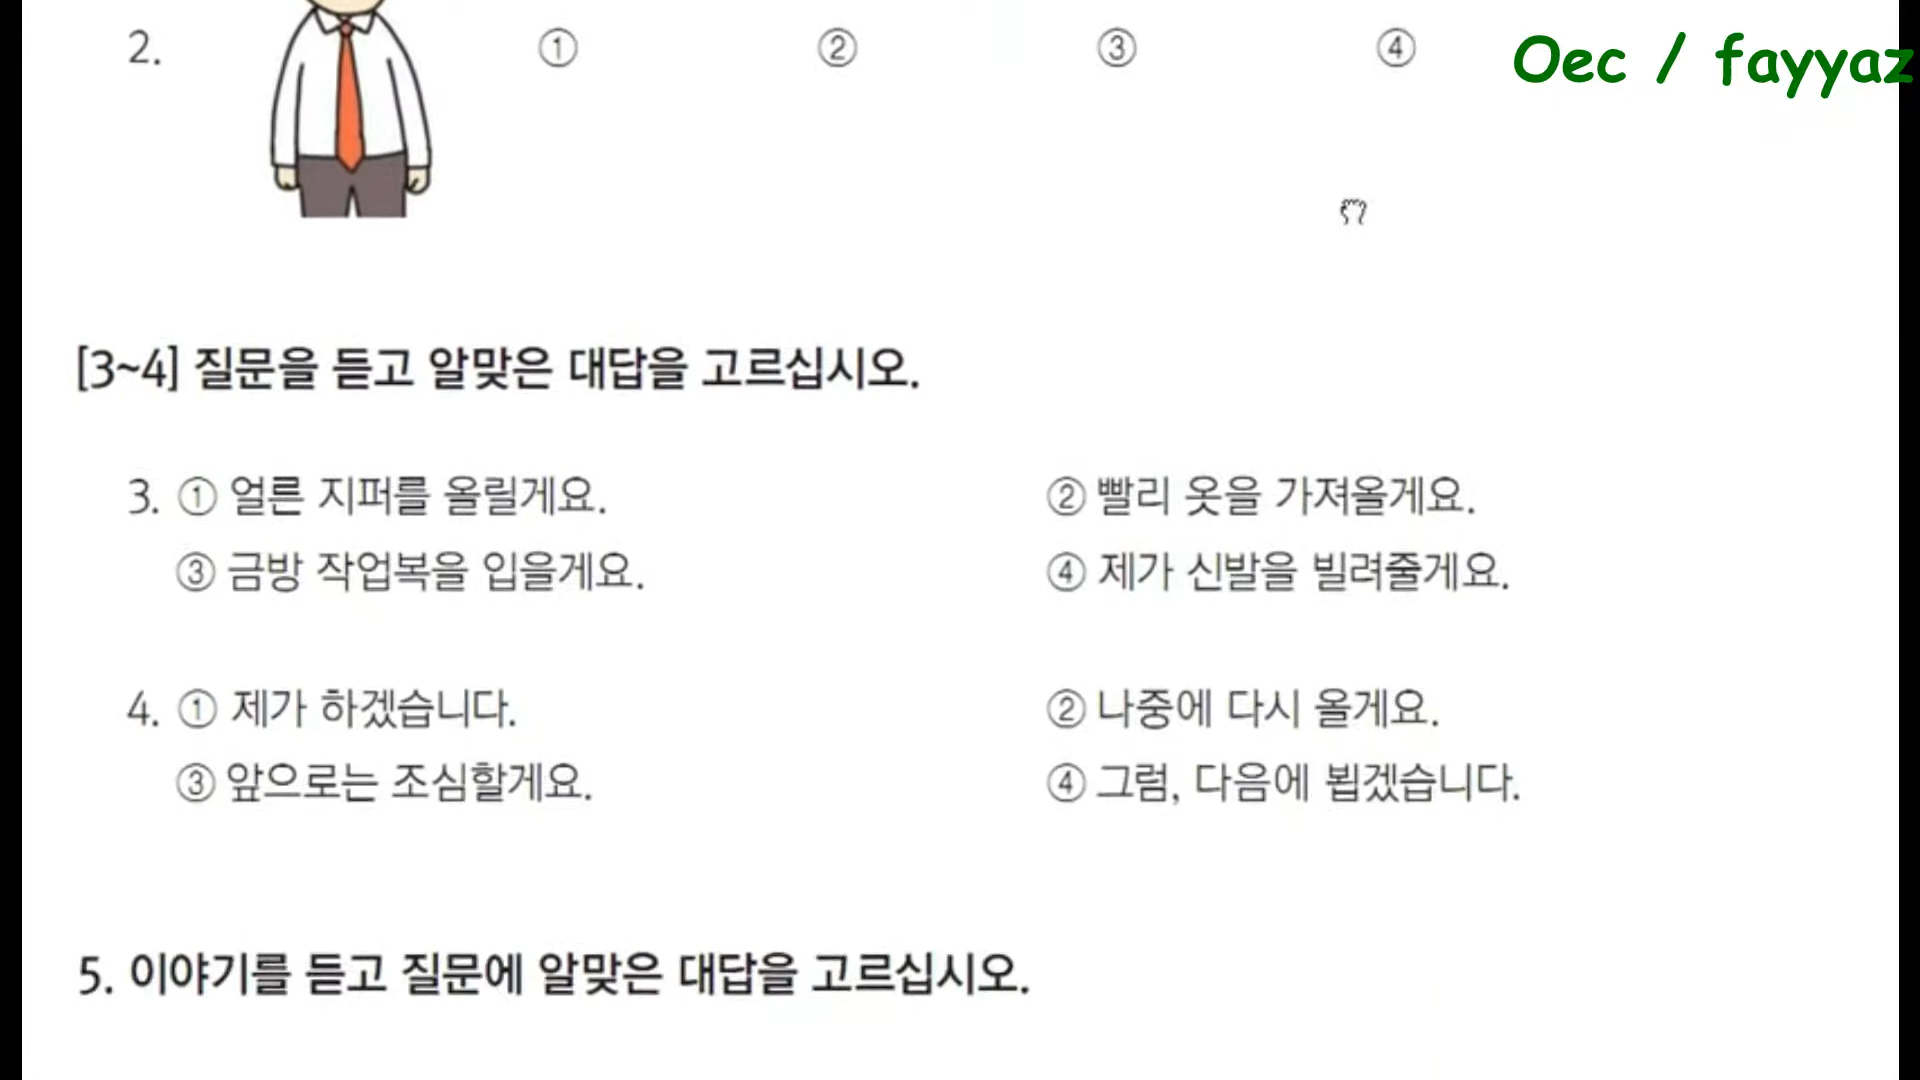 2. ① ② ③ ④
Oec / fayyaz
[3~4] 질문을 듣고 알맞은 대답을 고르십시오.
3. ① 얼른 지퍼를 올릴게요. ② 빨리 옷을 가져올게요.
③ 금방 작업복을 입을게요. ④ 제가 신발을 빌려줄게요.
4. ① 제가 하겠습니다. ② 나중에 다시 올게요.
③ 앞으로는 조심할게요. ④ 그럼, 다음에 뵙겠습니다.
5. 이야기를 듣고 질문에 알맞은 대답을 고르십시오.